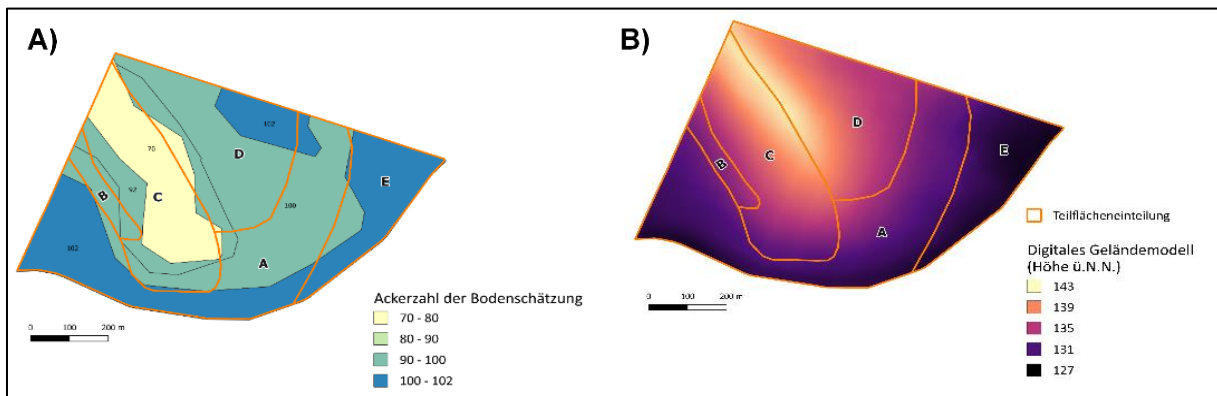 A)
102
70
D
E
B
92
C
100
102
A
Ackerzahl der Bodenschätzung
70 - 80
80 - 90
90 - 100
100 - 102
0 100 200 m
B)
D
E
C
B
A
Teilflächeneinteilung
Digitales Geländemodell
(Höhe ü.N.N.)
143
139
135
131
127
0 100 200 m